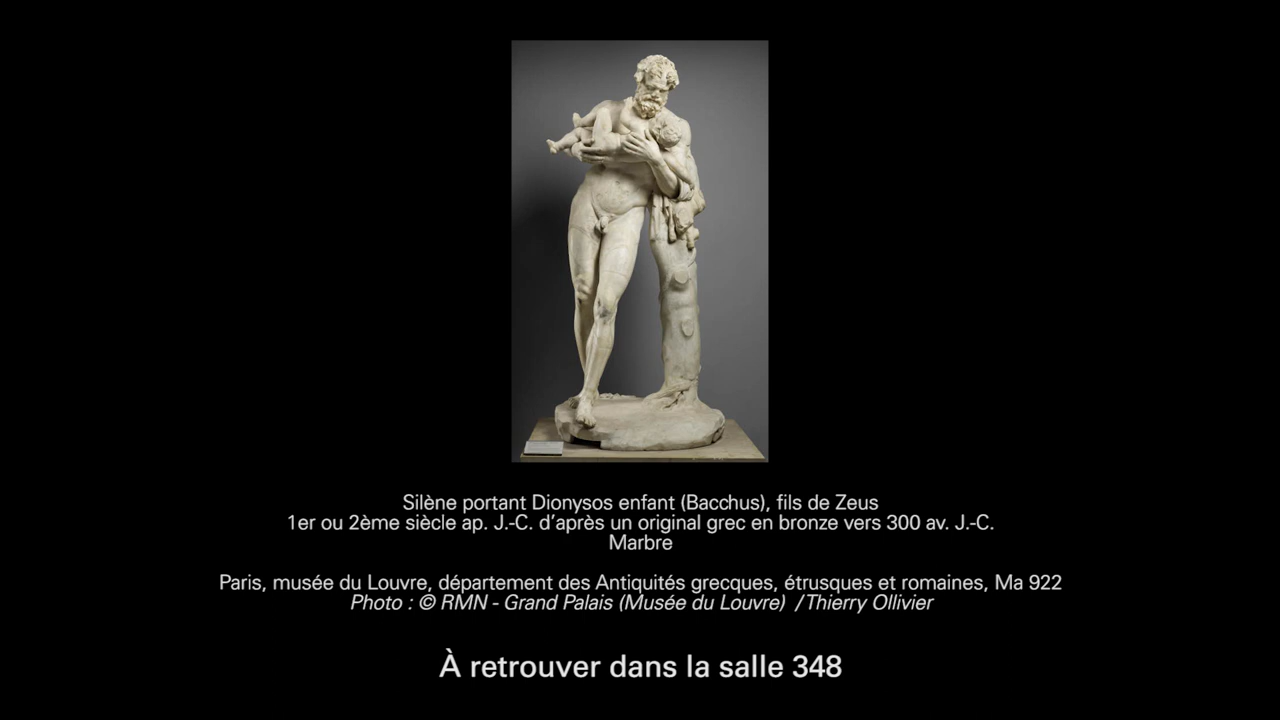 Silène portant Dionysos enfant (Bacchus), fils de Zeus
1er ou 2ème siècle ap. J.-C. d’après un original grec en bronze vers 300 av. J.-C.
Marbre
Paris, musée du Louvre, département des Antiquités grecques, étrusques et romaines, Ma 922
Photo : © RMN - Grand Palais (Musée du Louvre) / Thierry Ollivier
À retrouver dans la salle 348